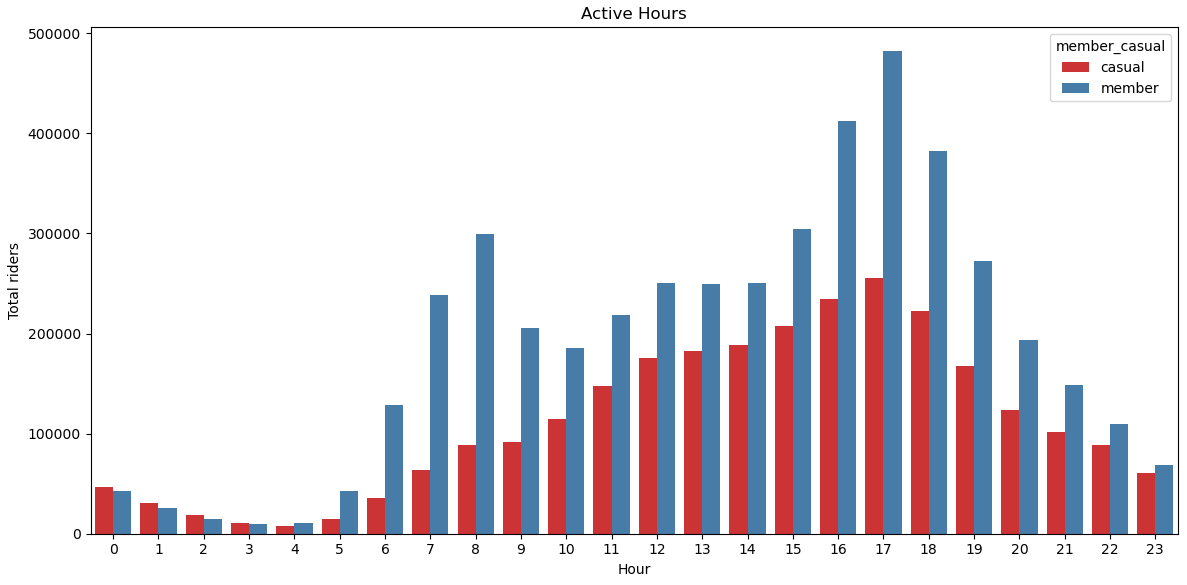 Active Hours
member_casual
casual
member
Total riders
500000
400000
300000
200000
100000
0
0 1 2 3 4 5 6 7 8 9 10 11 12 13 14 15 16 17 18 19 20 21 22 23
Hour